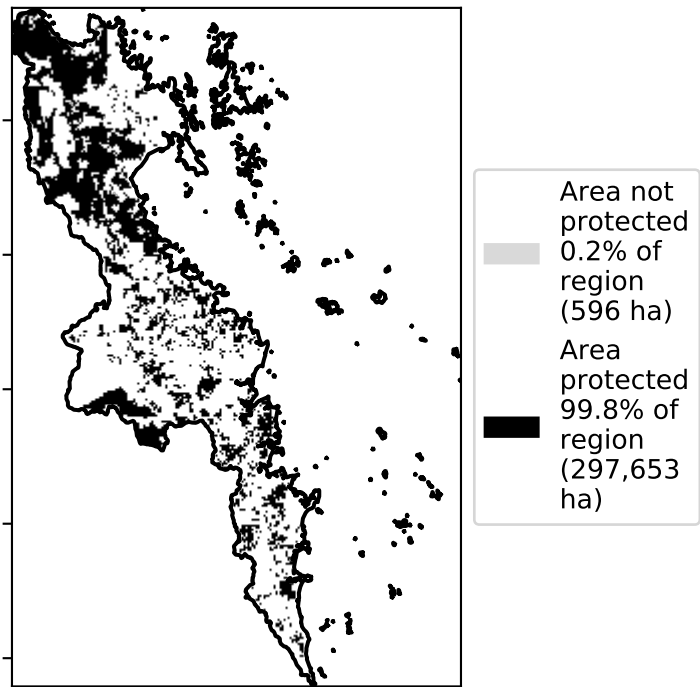 Area not
protected
0.2% of
region
(596 ha)
Area
protected
99.8% of
region
(297,653
ha)